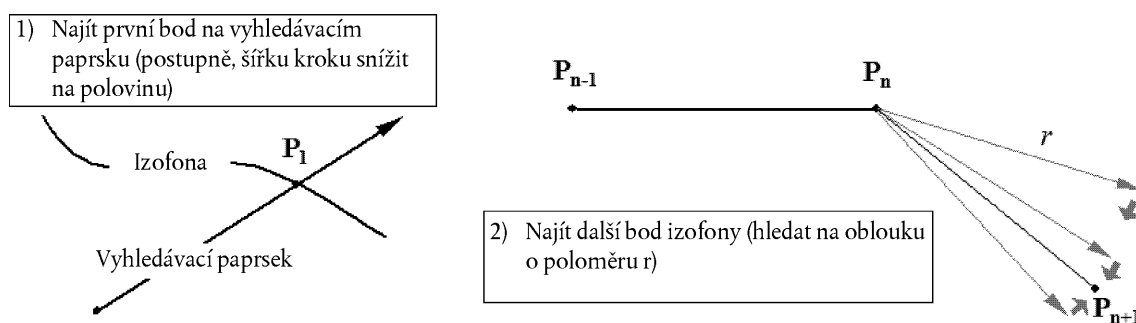 1) Najít první bod na vyhledávacím
paprsku (postupně, šířku kroku snížit
na polovinu)
P1
Izofona
Vyhledávací paprsek
Pn-1
Pn
r
2) Najít další bod izofony (hledat na oblouku
o poloměru r)
Pn+1